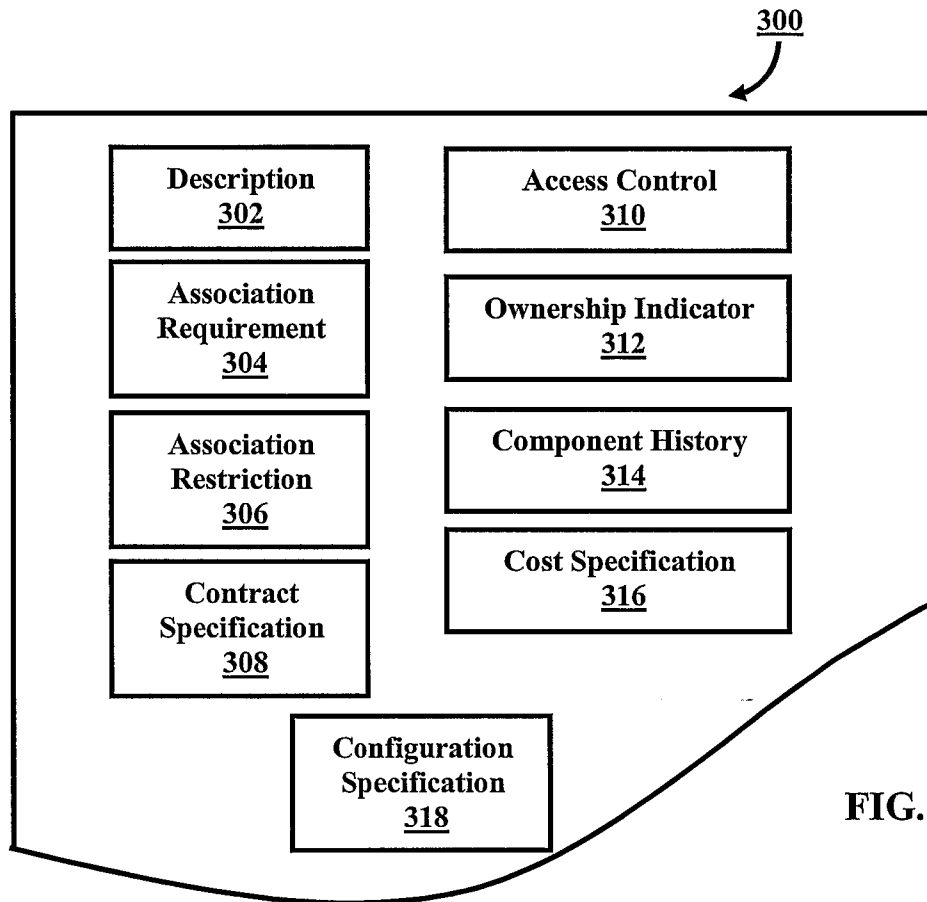 300
Description
302
Association
Requirement
304
Association
Restriction
306
Contract
Specification
308
Access Control
310
Ownership Indicator
312
Component History
314
Cost Specification
316
Configuration
Specification
318
FIG.